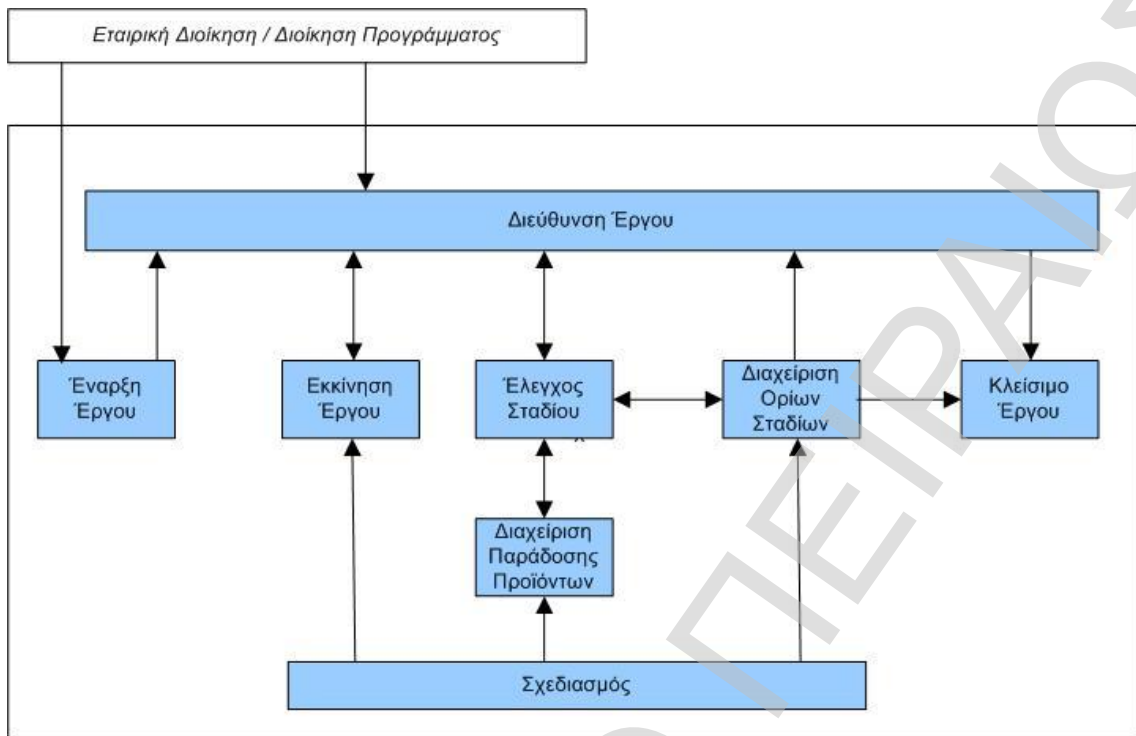 Εταιρική Διοίκηση / Διοίκηση Προγράμματος
Διεύθυνση Έργου
Έναρξη
Έργου
Εκκίνηση
Έργου
Έλεγχος
Σταδίου
Διαχείριση
Ορίων
Σταδίων
Κλείσιμο
Έργου
Διαχείριση
Παράδοσης
Προϊόντων
Σχεδιασμός
ΠΕΙΡΑΙΩΣ